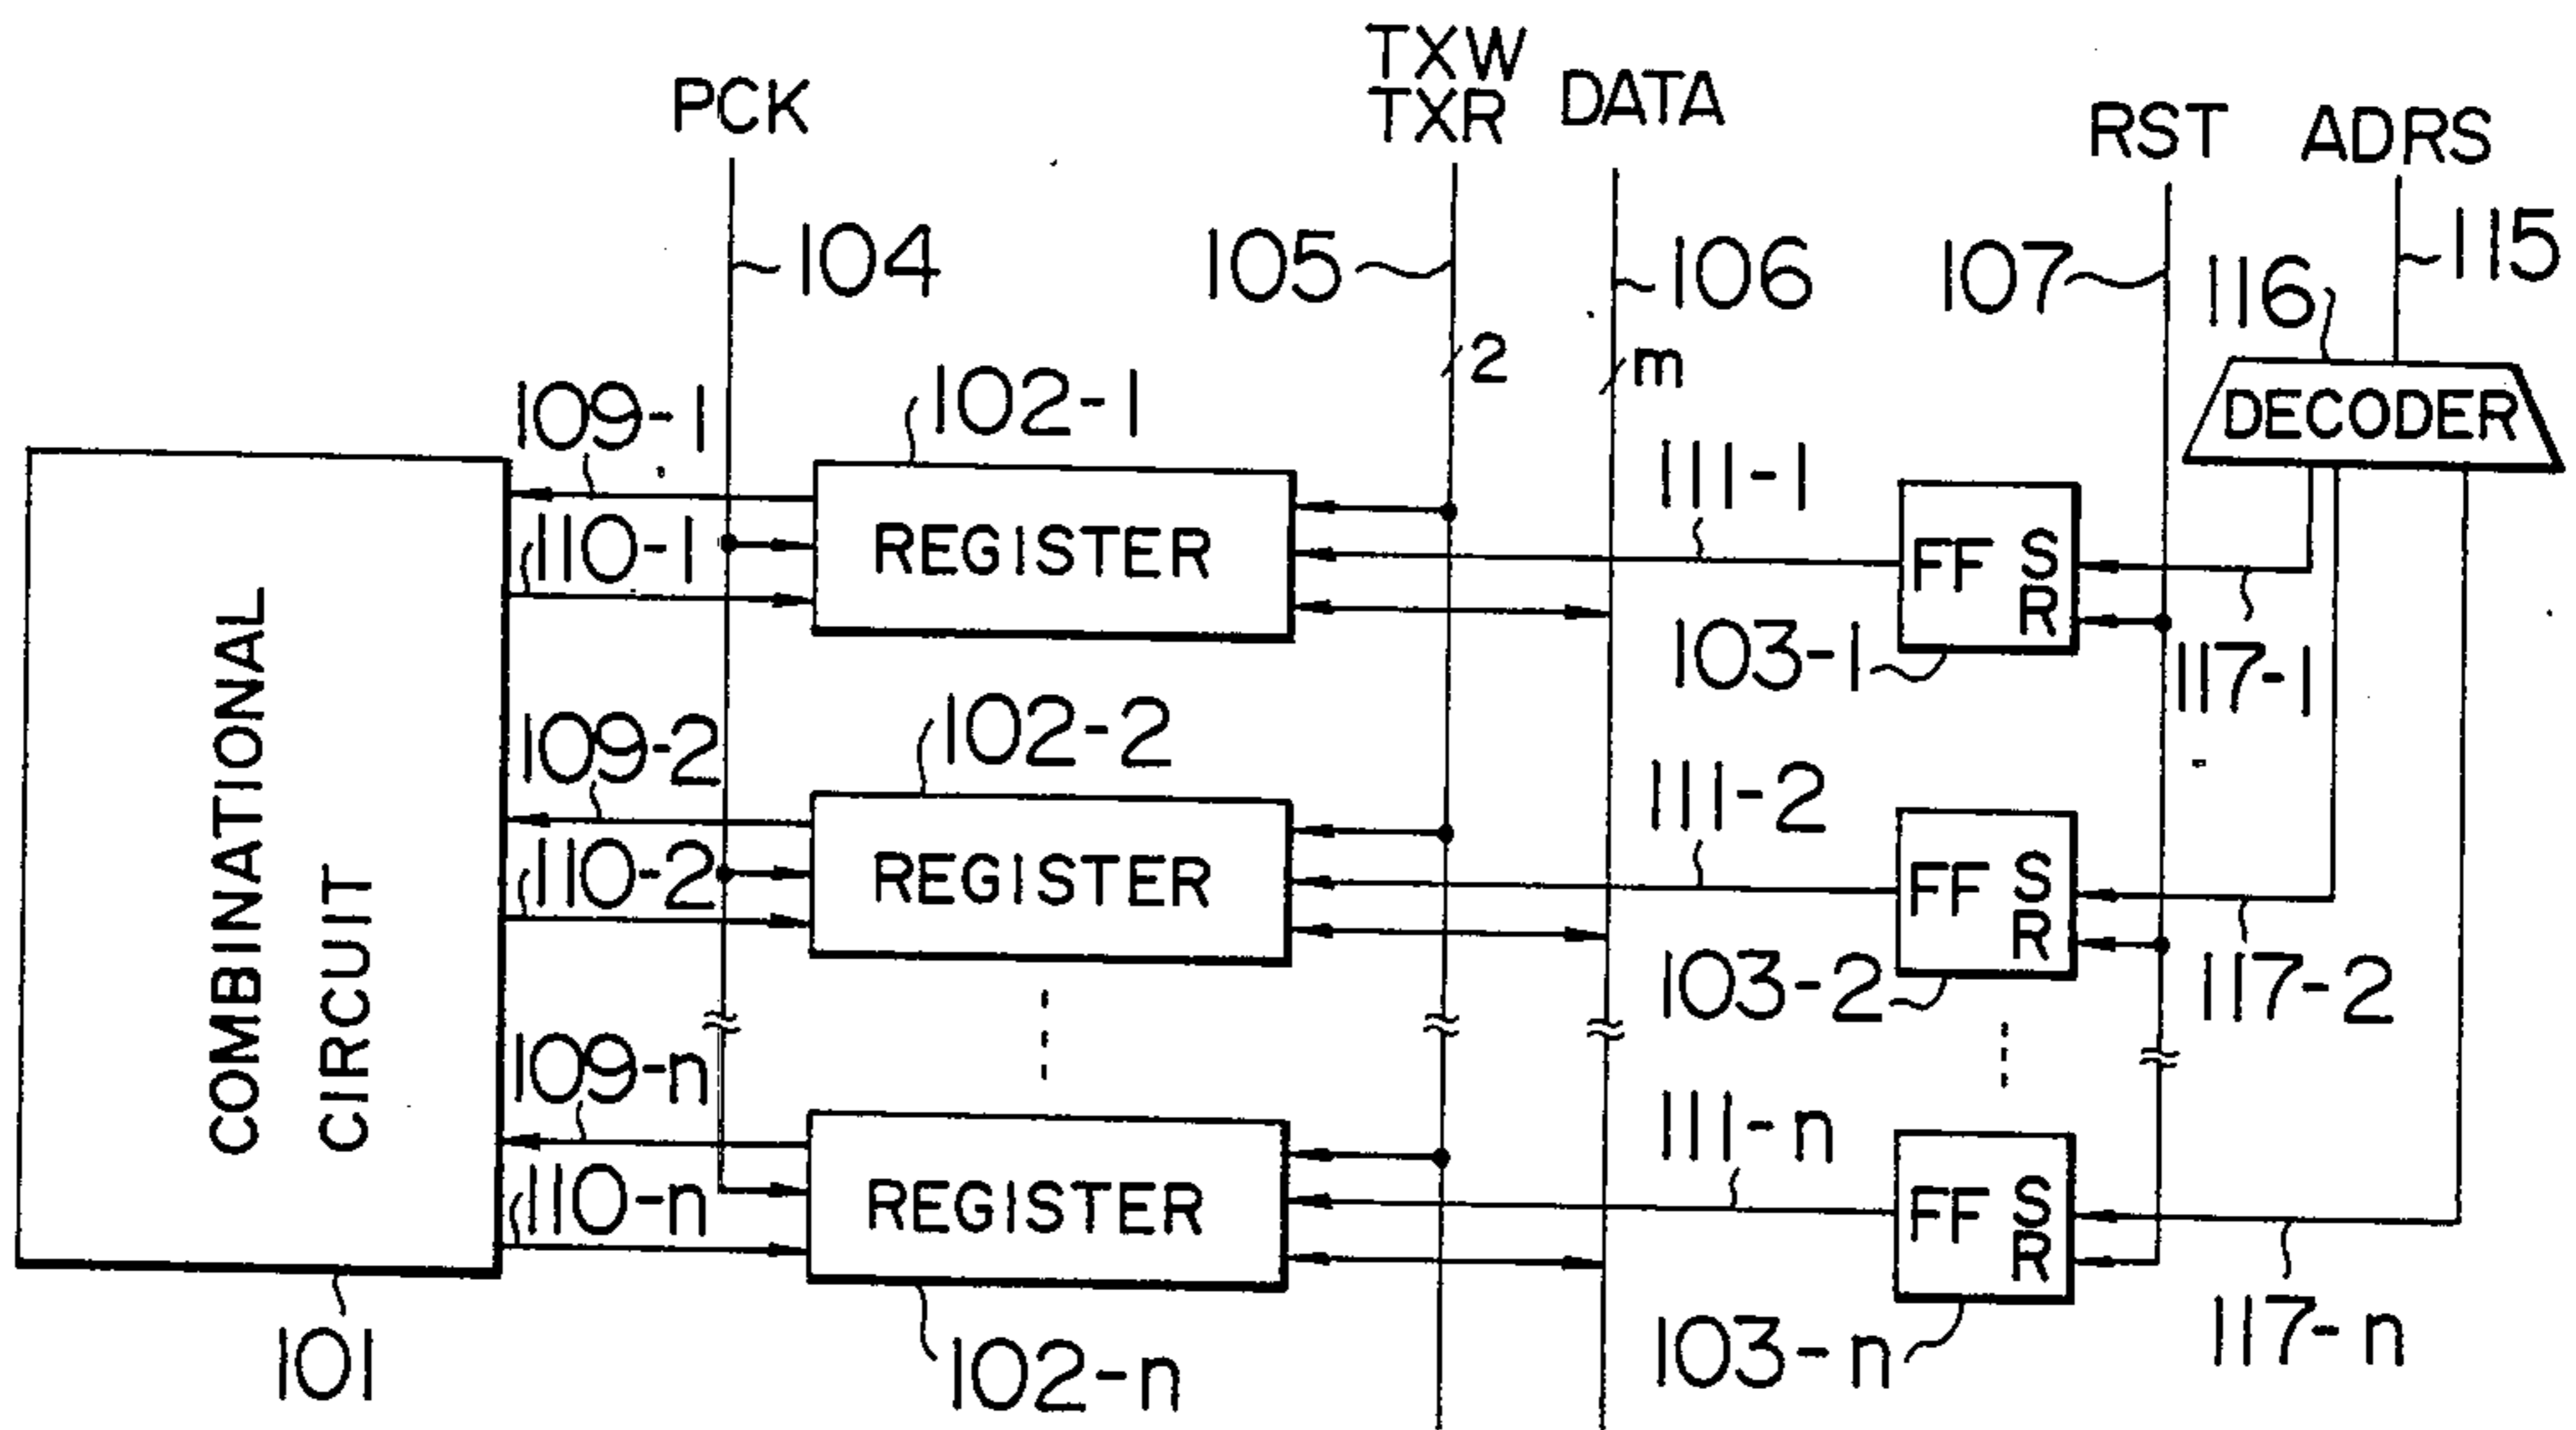 TXW
PCK TXR DATA RST ADRS
104 105 106 107 116 115
2 m
DECODER
109-1 102-1 111-1
REGISTER FF S
110-1 R
103-1 117-1
109-2 102-2 111-2
REGISTER FF S
110-2 R
103-2 117-2
COMBINATIONAL
CIRCUIT
109-n 111-n
REGISTER FF S
110-n R
101 102-n 103-n 117-n